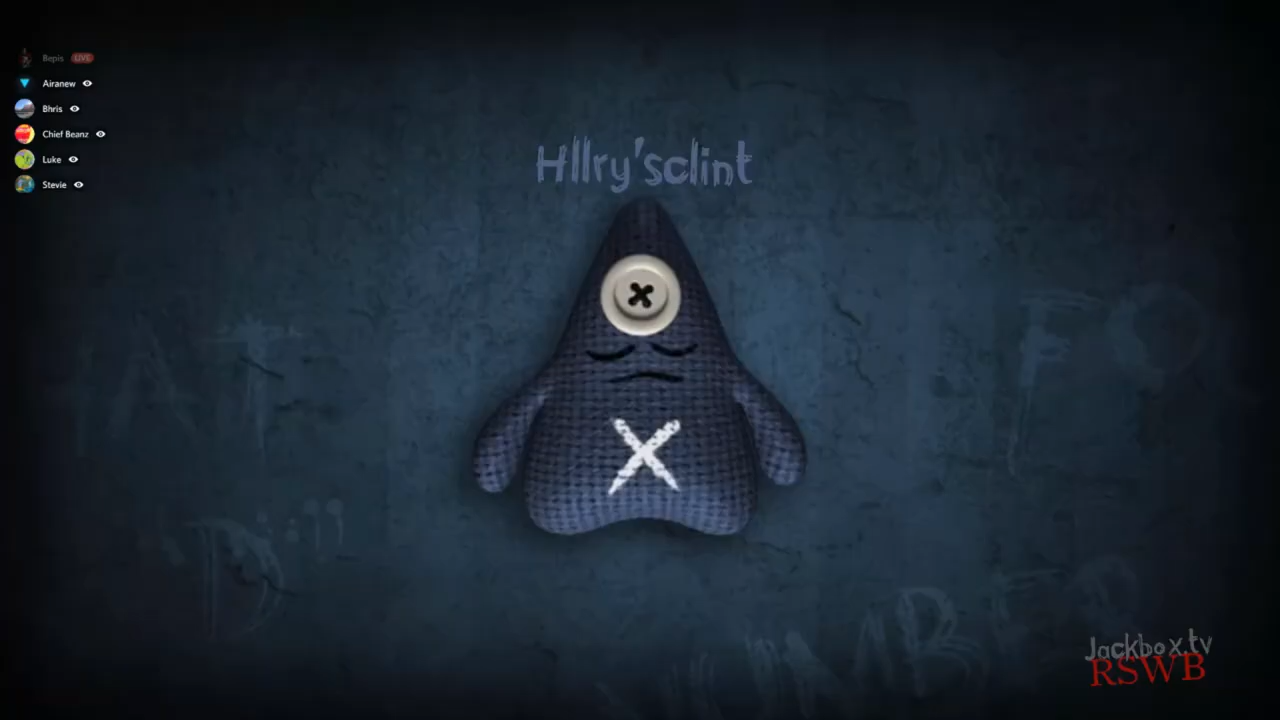 Bepis LIVE
Airanew
Bhris
Chief Beanz
Luke
Stevie
Hllry'sclint
X
Jackbox.tv
RSWB